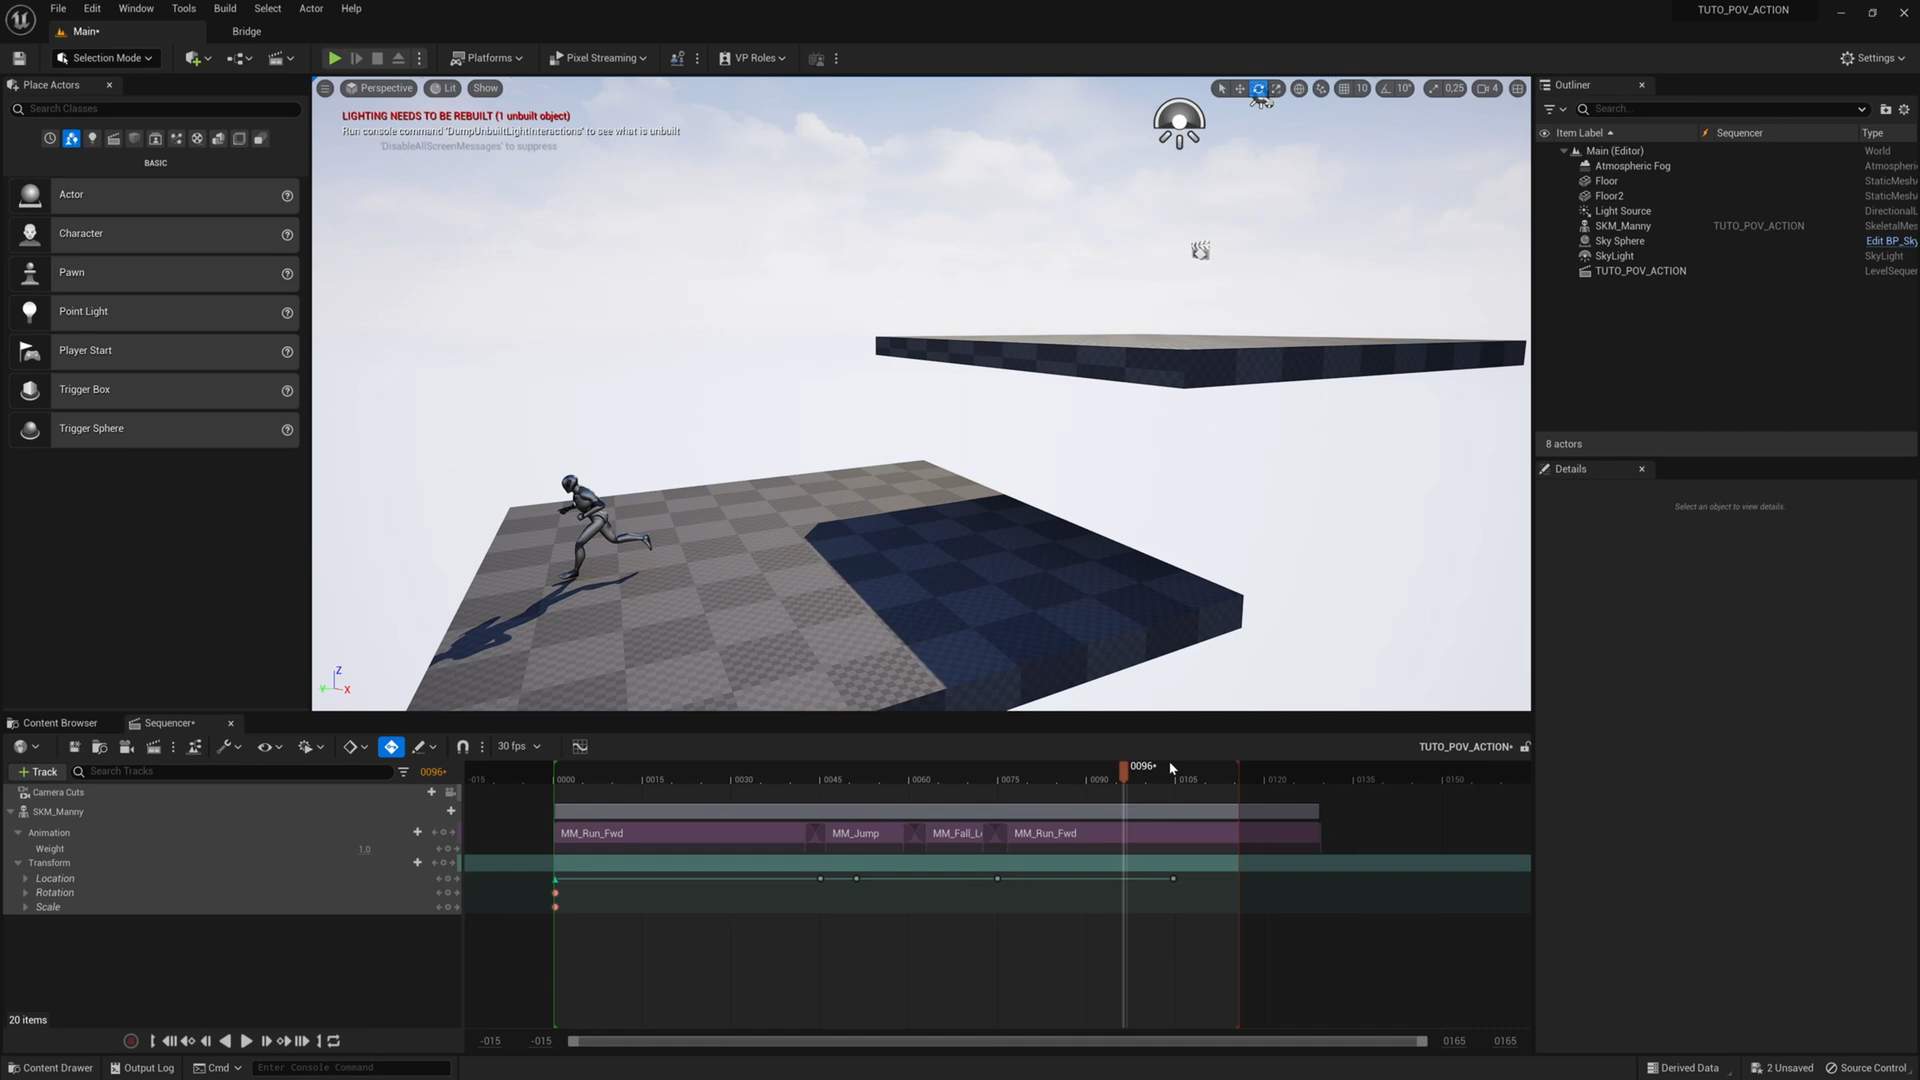 File Edit Window Tools Build Select Actor Help
TUTO_POV_ACTION
Main*
Bridge
Selection Mode
Platforms
Pixel Streaming
VP Roles
Settings
Place Actors
Search Classes
BASIC
Actor
Character
Pawn
Point Light
Player Start
Trigger Box
Trigger Sphere
Perspective Lit Show
10 10° 0,25 4
LIGHTING NEEDS TO BE REBUILT (1 unbuilt object)
Run console command 'DumpUnbuiltLightInteractions' to see what is unbuilt
'DisableAllScreenMessages' to suppress
Z
Y X
Outliner
Search...
Item Label Sequencer Type
Main (Editor) World
Atmospheric Fog Atmospheri
Floor StaticMesh
Floor2 StaticMesh
Light Source DirectionalL
SKM_Manny TUTO_POV_ACTION SkeletalMes
Sky Sphere Edit BP_Sky
SkyLight SkyLight
TUTO_POV_ACTION LevelSequen
8 actors
Details
Select an object to view details.
Content Browser
Sequencer*
30 fps
TUTO_POV_ACTION*
+ Track
Search Tracks
0096*
-015 0000 0015 0030 0045 0060 0075 0090 0096* 0105 0120 0135 0150
Camera Cuts
SKM_Manny
Animation
MM_Run_Fwd MM_Jump MM_Fall_L MM_Run_Fwd
Weight 1,0
Transform
Location
Rotation
Scale
20 items
-015 -015 0165 0165
Content Drawer
Output Log
Cmd
Enter Console Command
Derived Data
2 Unsaved
Source Control